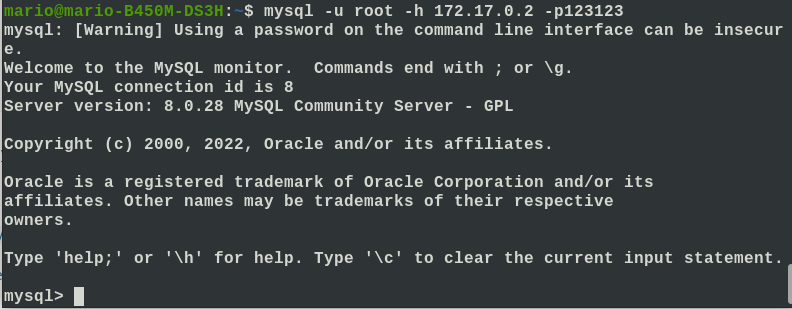 mario@mario-B450M-DS3H:~$ mysql -u root -h 172.17.0.2 -p123123
mysql: [Warning] Using a password on the command line interface can be insecur
e.
Welcome to the MySQL monitor.  Commands end with ; or \g.
Your MySQL connection id is 8
Server version: 8.0.28 MySQL Community Server - GPL

Copyright (c) 2000, 2022, Oracle and/or its affiliates.

Oracle is a registered trademark of Oracle Corporation and/or its
affiliates. Other names may be trademarks of their respective
owners.

Type 'help;' or '\h' for help. Type '\c' to clear the current input statement.

mysql>